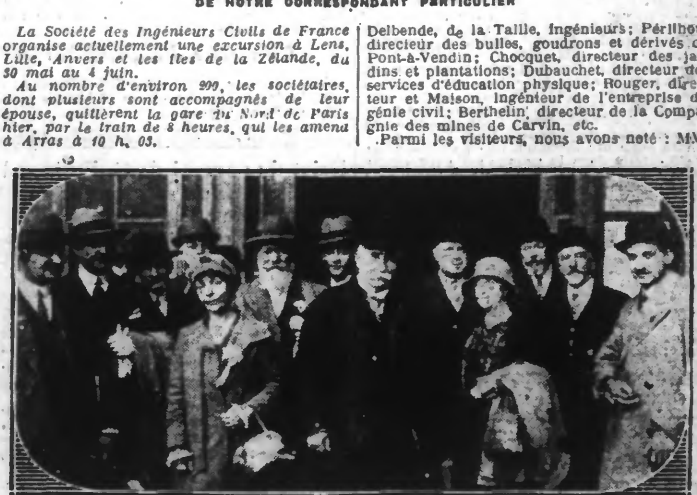 DE NOTRE CORRESPONDANT PARTICULIER
La Société des Ingénieurs Civils de France
organise actuellement une excursion à Lens,
Lille, Anvers et les îles de la Zélande, du
30 mai au 4 juin.
Au nombre d'environ 200, les sociétaires,
dont plusieurs sont accompagnés de leur
épouse, quittèrent la gare du Nord de Paris
hier, par le train de 8 heures, qui les amena
à Arras à 10 h. 03.
Delbende, de la Taille, ingénieurs;
directeur des bulles, goudrons et dérivés
Pont-à-Vendin; Chocquet, directeur des
dins et plantations; Dubauchet, directeur
services d'éducation physique; Rouger,
teur et Maison, ingénieur de l'entreprise
génie civil; Berthelin, directeur de la
gnie des mines de Carvin, etc.
Parmi les visiteurs, nous avons noté :